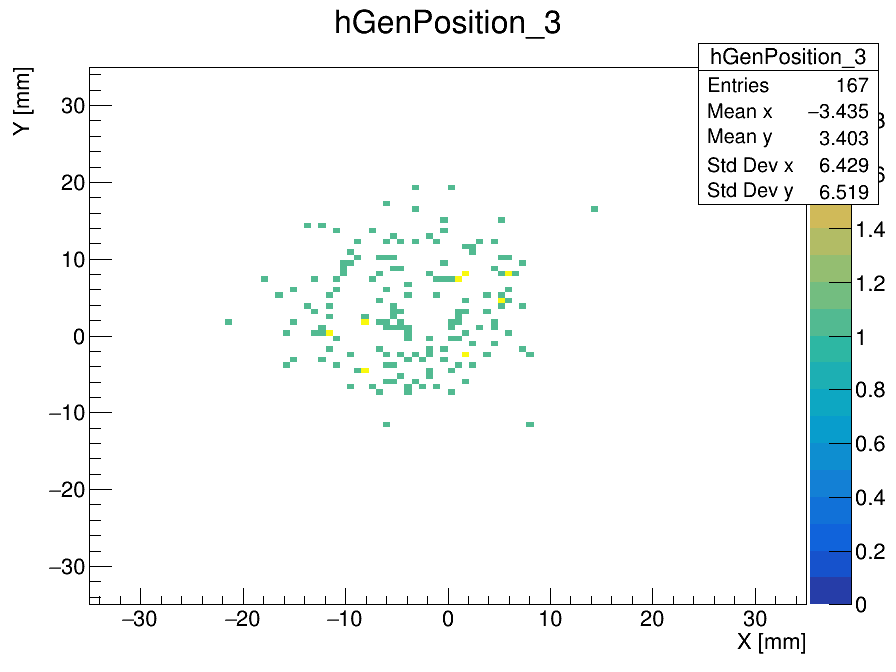 hGenPosition_3
hGenPosition_3
Entries 167
Mean x −3.435
Mean y 3.403
Std Dev x 6.429
Std Dev y 6.519
Y [mm]
30
20
10
0
−10
−20
−30
−30 −20 −10 0 10 20 30
X [mm]
1.4
1.2
1
0.8
0.6
0.4
0.2
0